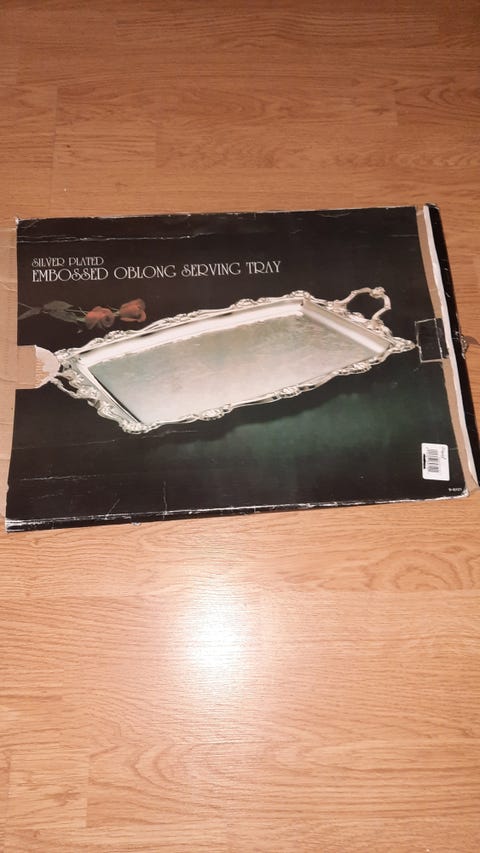 SILVER PLATED
EMBOSSED OBLONG SERVING TRAY